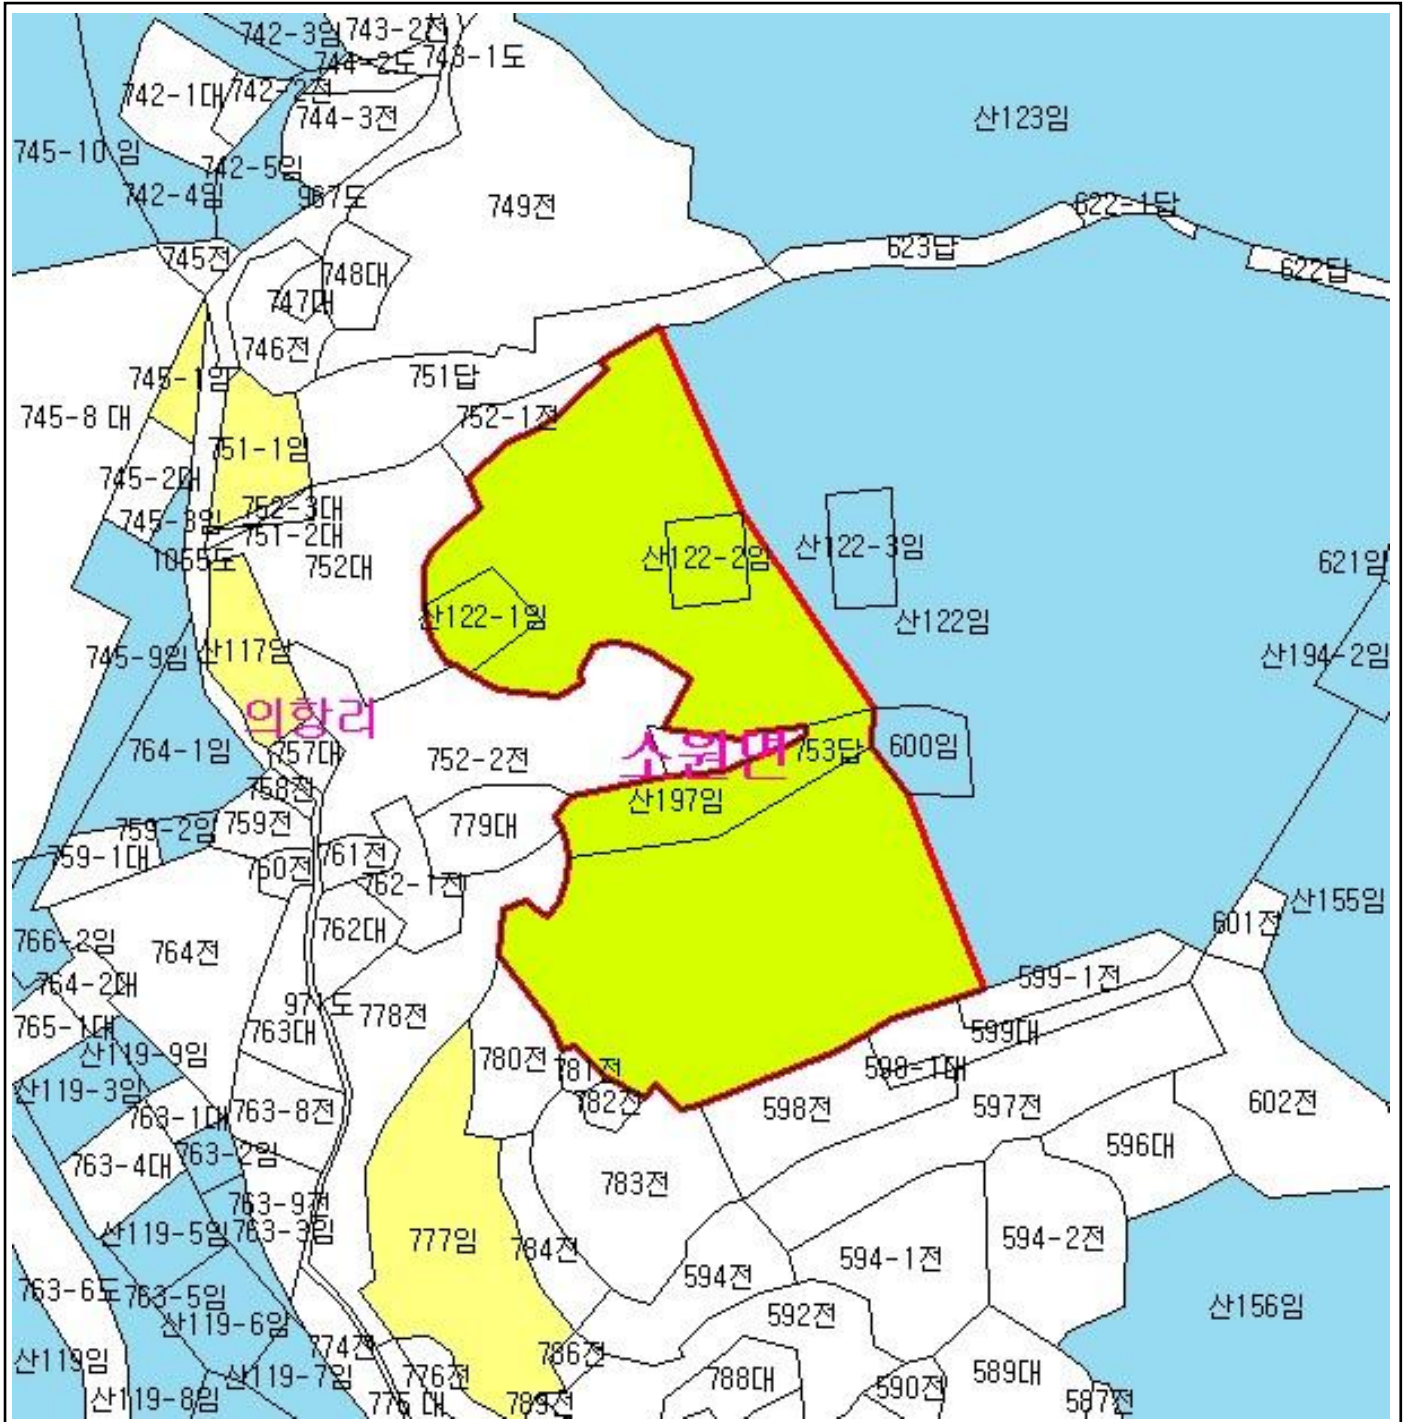 742-3임
743-2전
744-2도
743-1도
742-1대
742-2전
744-3전
산123임
745-10 임
742-5임
742-4임
967도
749전
622-1답
745전
748대
623답
622답
747대
746전
745-1임
751답
745-8 대
752-1전
751-1임
745-2대
752-3대
745-3임
751-2대
1055도
752대
산122-2임
산122-3임
621임
산122-1임
산122임
745-9임
산117임
산194-2임
의항리
764-1임
757대
752-2전
소원면
753답
600임
758전
산197임
759-2임
759전
779대
759-1대
760전
761전
762-1전
산155임
766-2임
764전
762대
601전
764-2대
599-1전
765-1대
971도
778전
763대
599대
산119-9임
780전
781전
598-1대
산119-3임
763-1대
763-8전
782전
598전
597전
602전
763-4대
763-2임
596대
763-9전
783전
산119-5임
763-3임
777임
784전
594-1전
594-2전
763-6도
763-5임
594전
산119-6임
592전
산156임
774전
786전
산119임
산119-7임
776전
788대
590전
589대
산119-8임
775 대
789전
587전